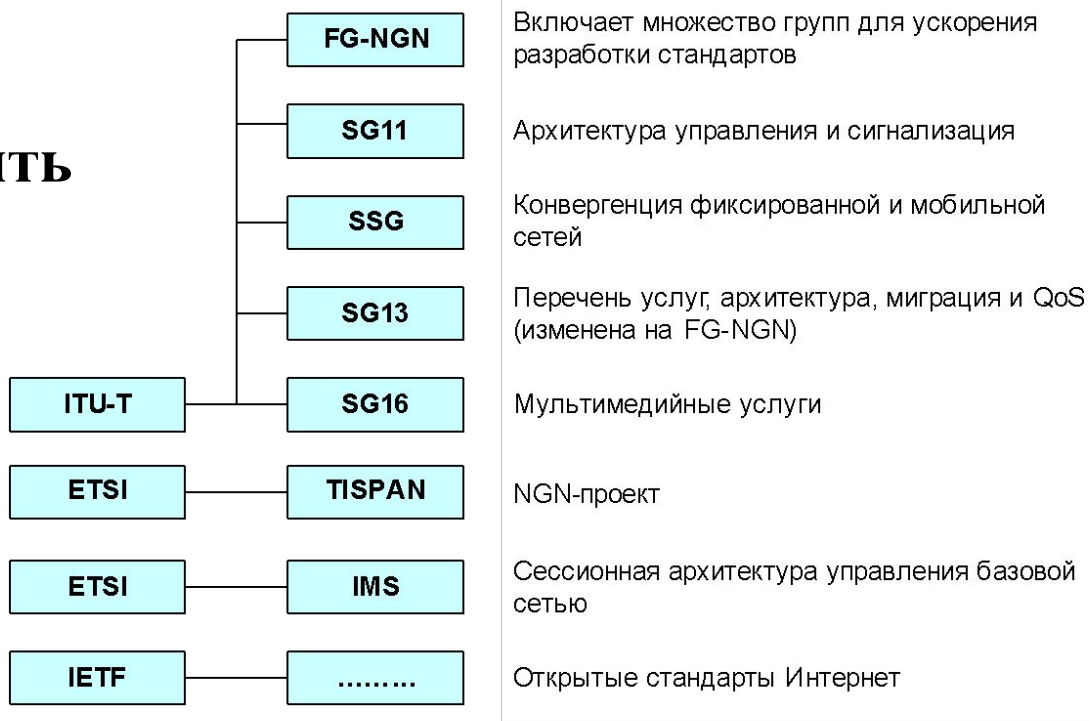 FG-NGN
Включает множество групп для ускорения
разработки стандартов
SG11
Архитектура управления и сигнализация
SSG
Конвергенция фиксированной и мобильной
сетей
SG13
Перечень услуг, архитектура, миграция и QoS
(изменена на FG-NGN)
ITU-T
SG16
Мультимедийные услуги
ETSI
TISPAN
NGN-проект
ETSI
IMS
Сессионная архитектура управления базовой
сетью
IETF
.........
Открытые стандарты Интернет